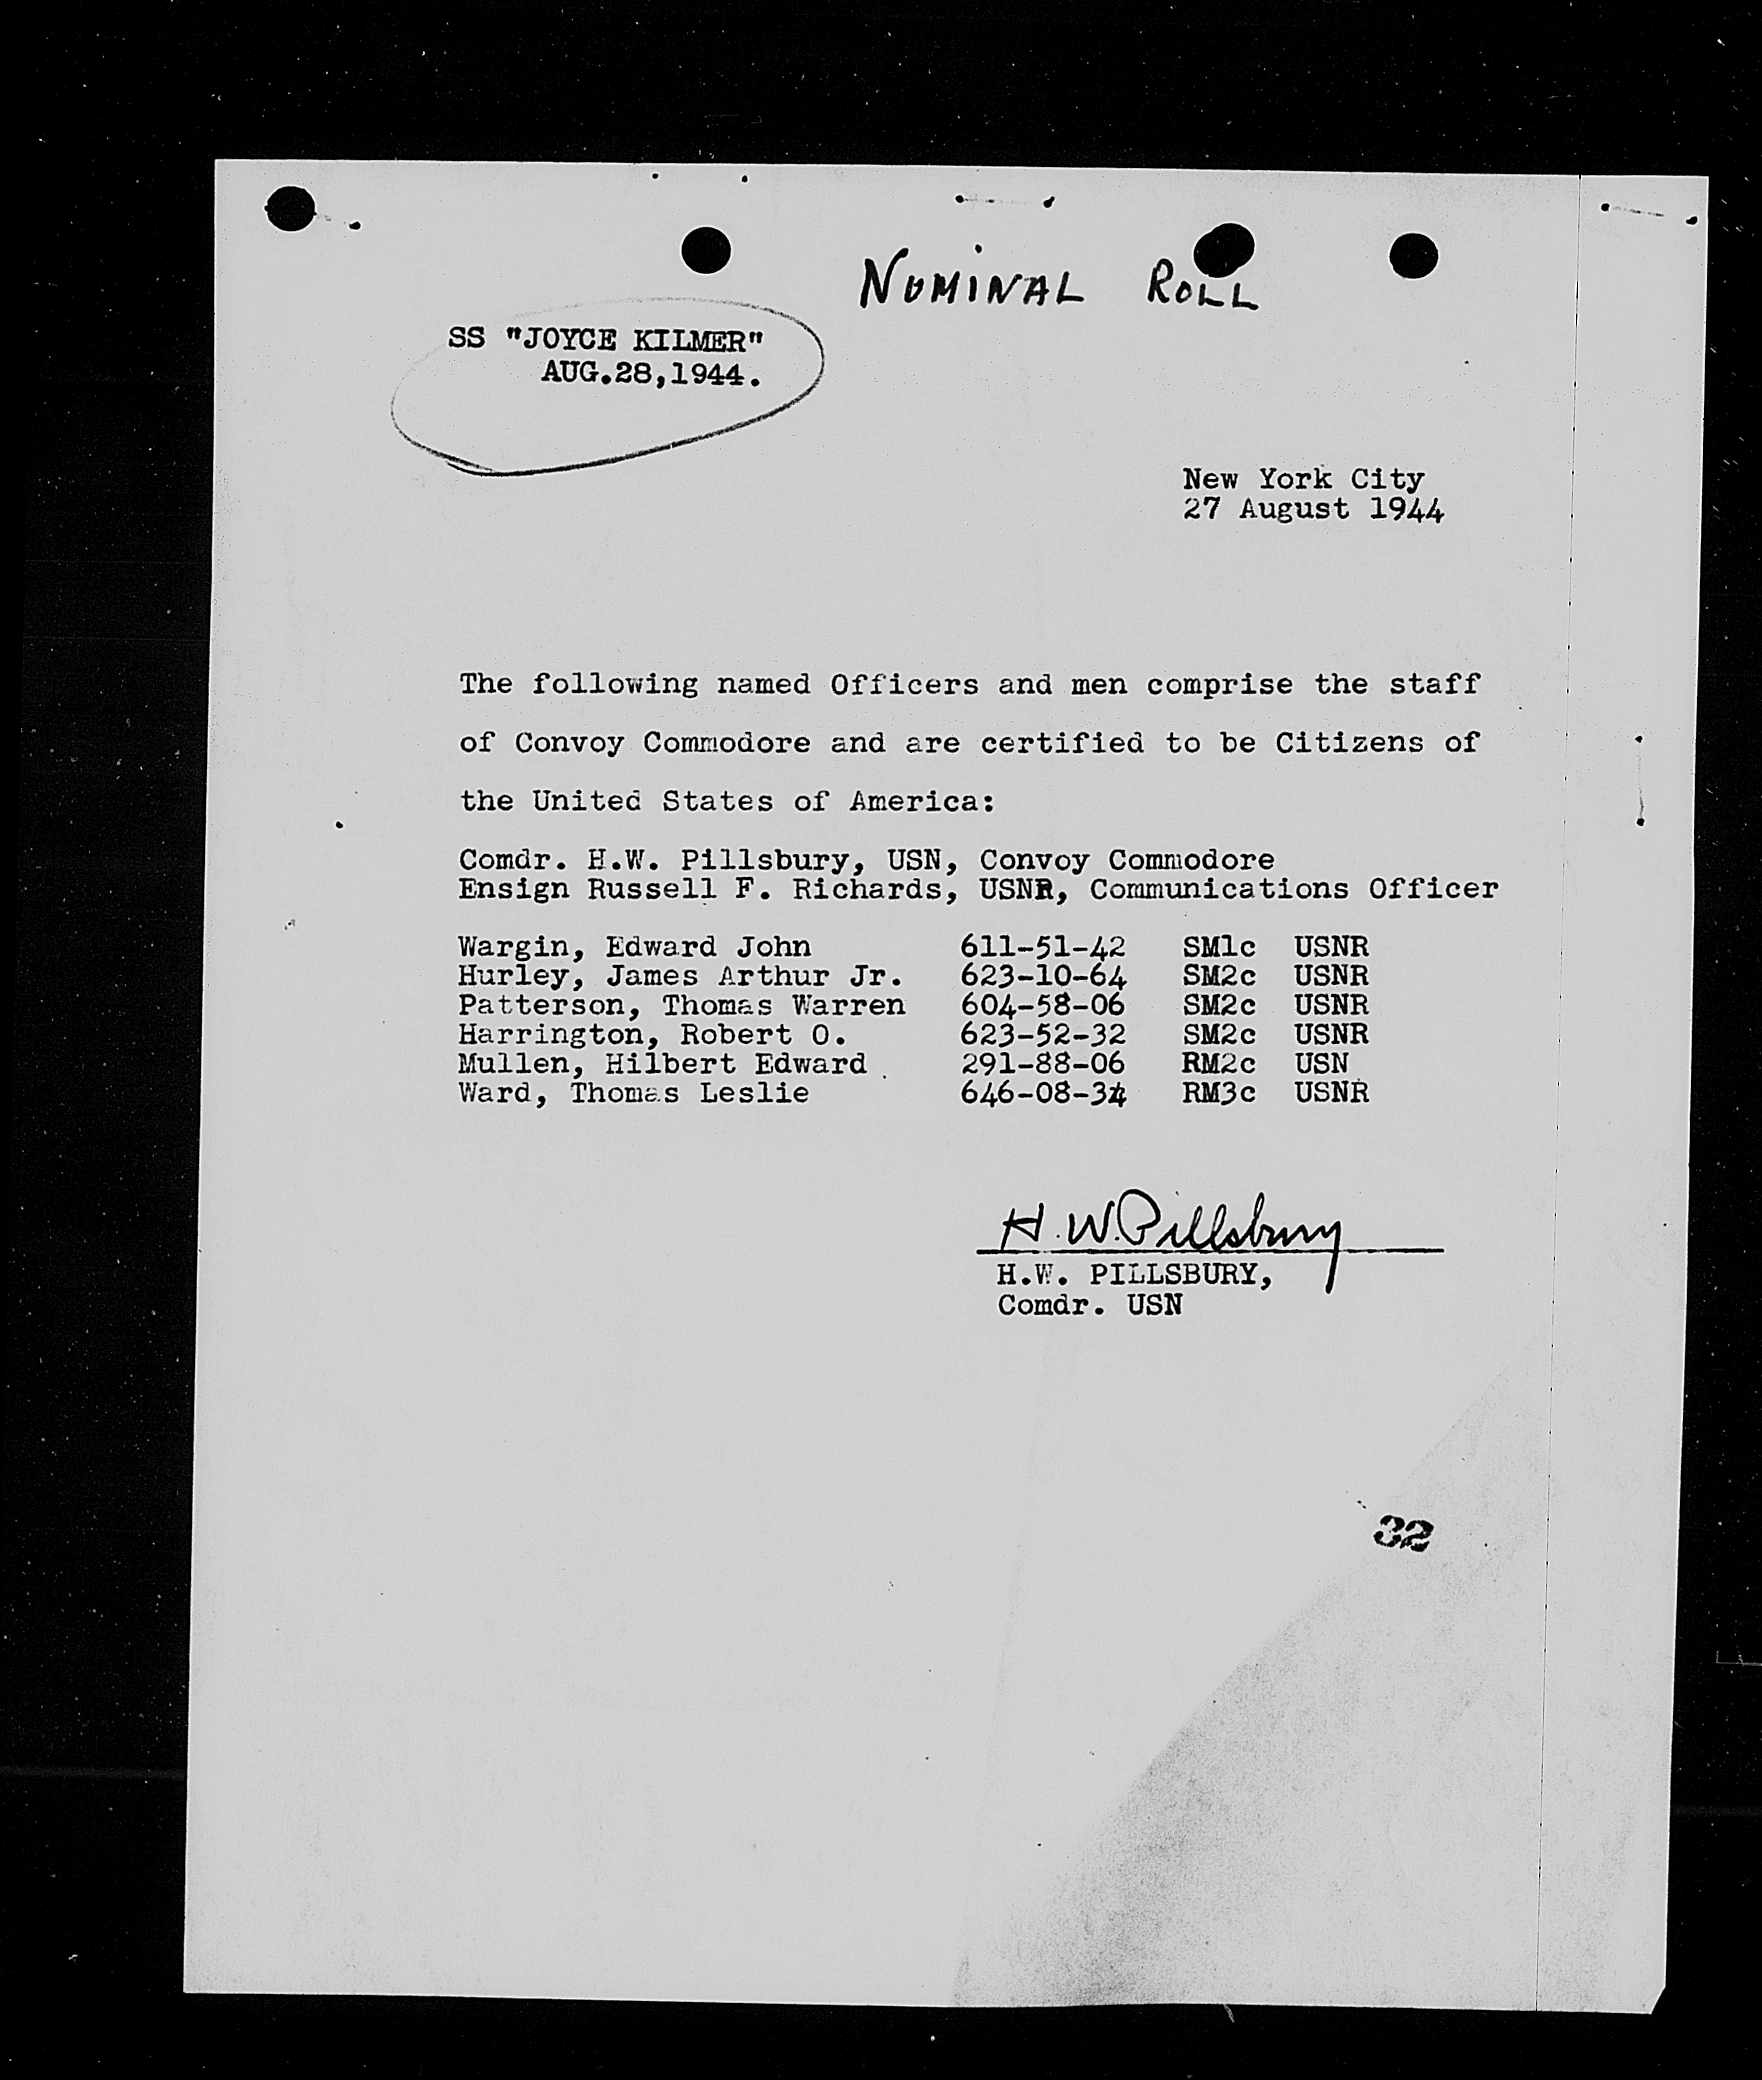 NOMINAL ROLL
SS "JOYCE KILMER"
AUG.28,1944.
New York City
27 August 1944
The following named Officers and men comprise the staff
of Convoy Commodore and are certified to be Citizens of
the United States of America:
Comdr. H.W. Pillsbury, USN, Convoy Commodore
Ensign Russell F. Richards, USNR, Communications Officer
Wargin, Edward John 611-51-42 SM1c USNR
Hurley, James Arthur Jr. 623-10-64 SM2c USNR
Patterson, Thomas Warren 604-58-06 SM2c USNR
Harrington, Robert O. 623-52-32 SM2c USNR
Mullen, Hilbert Edward 291-88-06 RM2c USN
Ward, Thomas Leslie 646-08-34 RM3c USNR
H.W. Pillsbury
H.W. PILLSBURY,
Comdr. USN
32